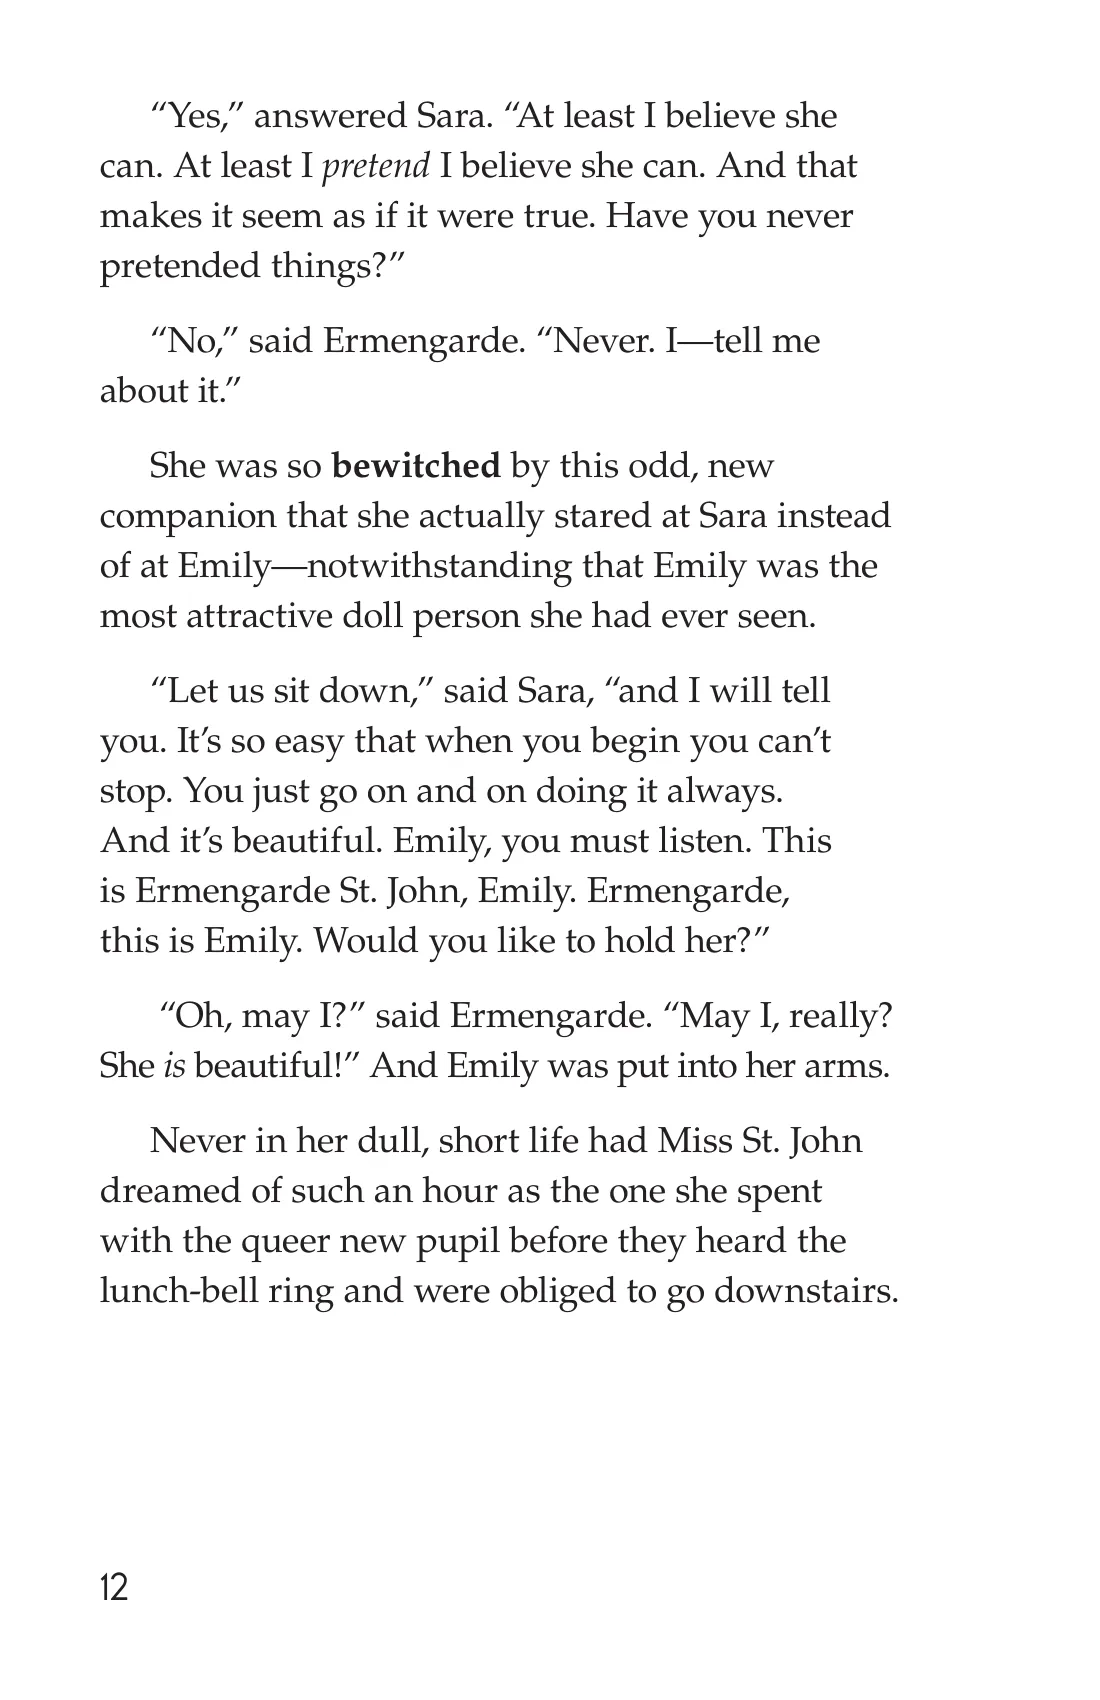 “Yes,” answered Sara. “At least I believe she
can. At least I pretend I believe she can. And that
makes it seem as if it were true. Have you never
pretended things?”
“No,” said Ermengarde. “Never. I—tell me
about it.”
She was so bewitched by this odd, new
companion that she actually stared at Sara instead
of at Emily—notwithstanding that Emily was the
most attractive doll person she had ever seen.
“Let us sit down,” said Sara, “and I will tell
you. It’s so easy that when you begin you can’t
stop. You just go on and on doing it always.
And it’s beautiful. Emily, you must listen. This
is Ermengarde St. John, Emily. Ermengarde,
this is Emily. Would you like to hold her?”
“Oh, may I?” said Ermengarde. “May I, really?
She is beautiful!” And Emily was put into her arms.
Never in her dull, short life had Miss St. John
dreamed of such an hour as the one she spent
with the queer new pupil before they heard the
lunch-bell ring and were obliged to go downstairs.
12